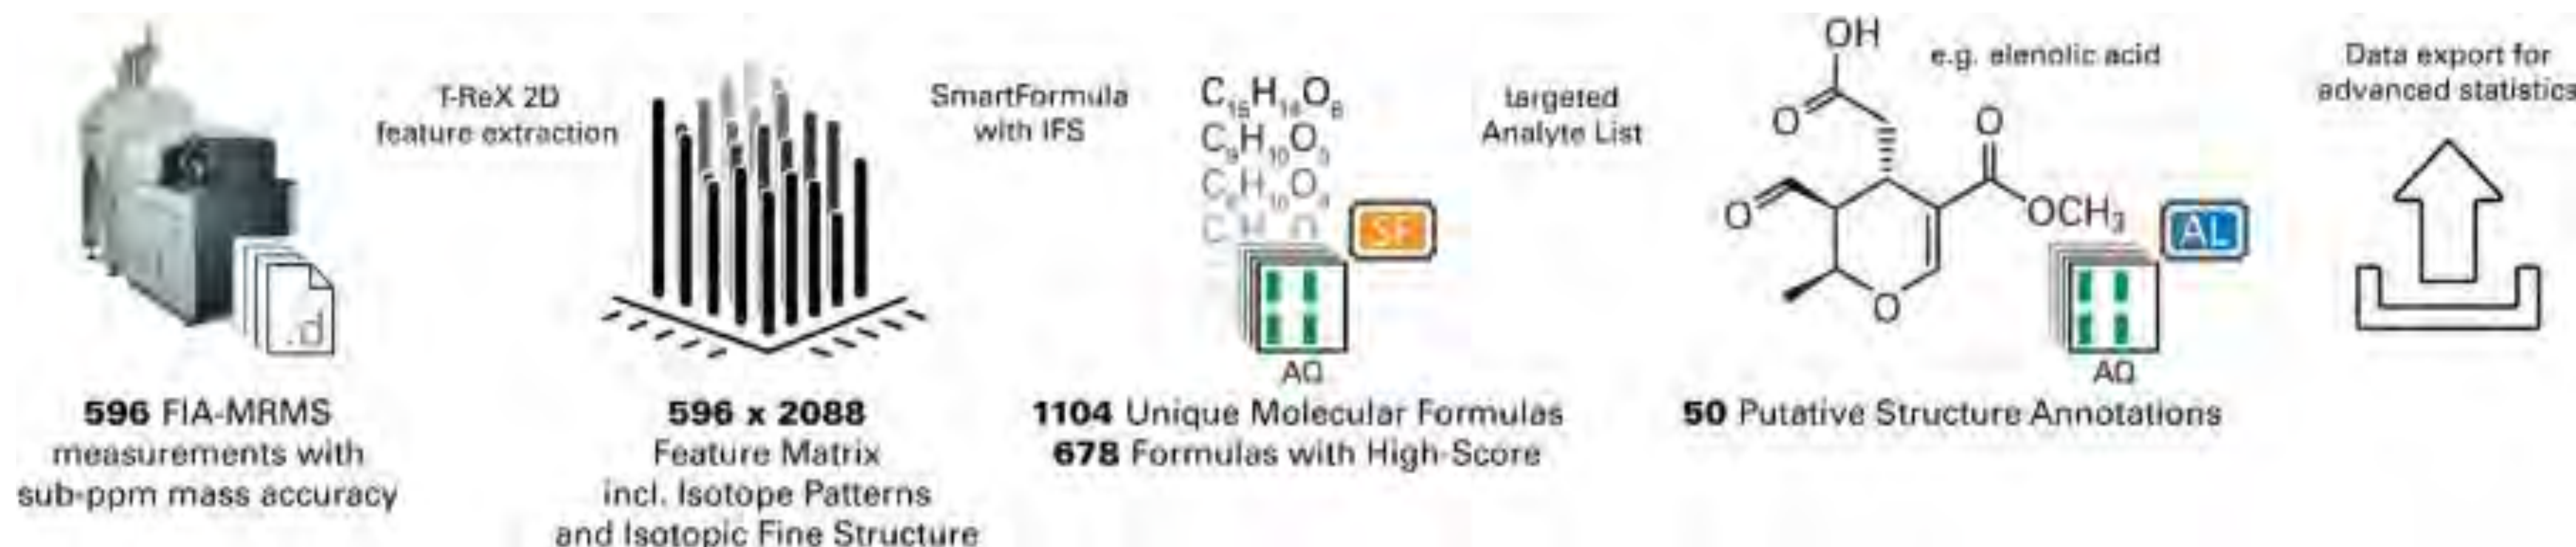 T-ReX 2D
feature extraction
SmartFormula
with IFS
C₁₅H₁₄O₆
C₉H₁₀O₃
C₆H₁₀O₄
C H O
targeted
Analyte List
OH
O
O
O
OCH₃
O
e.g. elenolic acid
Data export for
advanced statistics
.d
SF
AL
AQ
AQ
596 FIA-MRMS
measurements with
sub-ppm mass accuracy
596 x 2088
Feature Matrix
incl. Isotope Patterns
and Isotopic Fine Structure
1104 Unique Molecular Formulas
678 Formulas with High-Score
50 Putative Structure Annotations